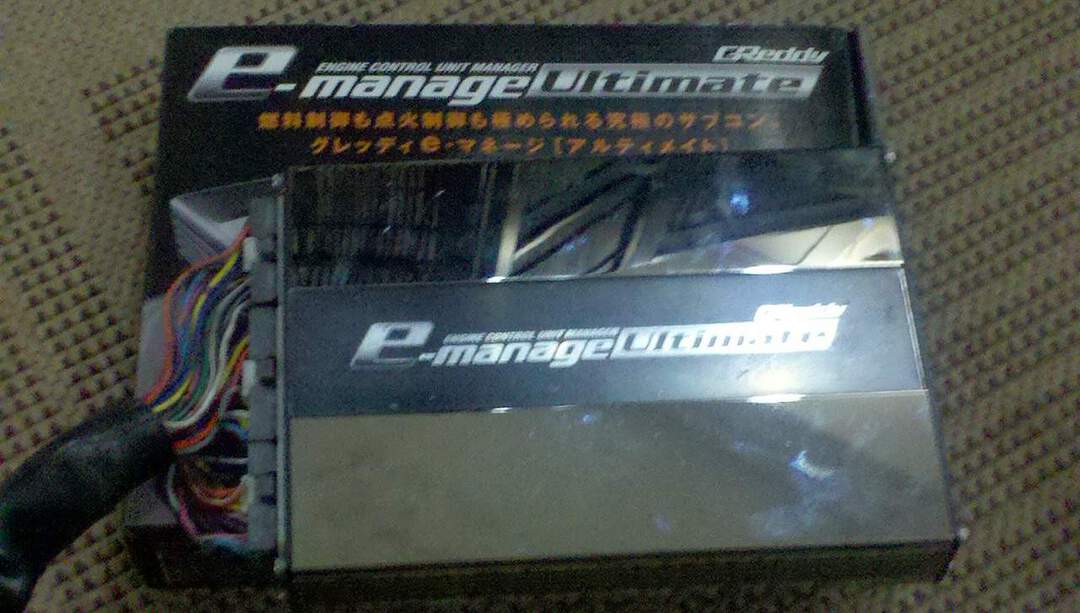 GReddy
ENGINE CONTROL UNIT MANAGER
e-manage Ultimate
燃料制御も点火制御も極められる究極のサブコン。
グレッディe-マネージ[アルティメイト]
GReddy
ENGINE CONTROL UNIT MANAGER
e-manage Ultimate